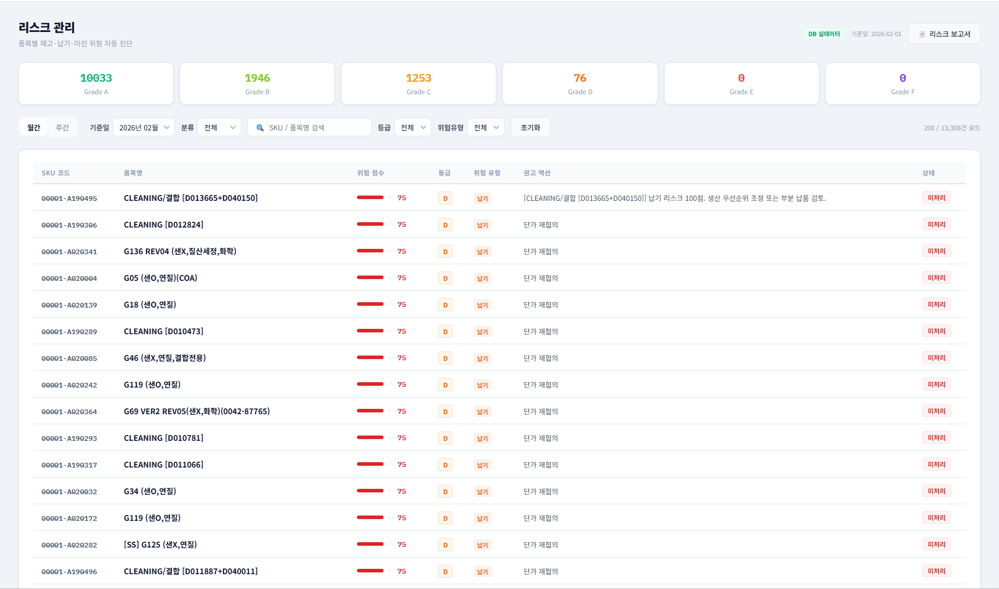 리스크 관리
품목별 재고·납기·마진 위험 자동 진단
DB 실데이터 기준일: 2026-02-01 리스크 보고서
10033 1946 1253 76 0 0
Grade A Grade B Grade C Grade D Grade E Grade F
월간 주간 기준일 2026년 02월 분류 전체 SKU / 품목명 검색 등급 전체 위험유형 전체 초기화 200 / 13,308건 로드
SKU 코드 품목명 위험 점수 등급 위험 유형 권고 액션 상태
00001-A190495 CLEANING/결합 [D013665+D040150] 75 D 납기 [CLEANING/결합 [D013665+D040150]] 납기 리스크 100점. 생산 우선순위 조정 또는 부분 납품 검토. 미처리
00001-A190306 CLEANING [D012824] 75 D 납기 단가 재협의 미처리
00001-A020341 G136 REV04 (샌X,질산세정,화학) 75 D 납기 단가 재협의 미처리
00001-A020004 G05 (샌O,연질)(COA) 75 D 납기 단가 재협의 미처리
00001-A020139 G18 (샌O,연질) 75 D 납기 단가 재협의 미처리
00001-A190289 CLEANING [D010473] 75 D 납기 단가 재협의 미처리
00001-A020085 G46 (샌X,연질,결합전용) 75 D 납기 단가 재협의 미처리
00001-A020242 G119 (샌O,연질) 75 D 납기 단가 재협의 미처리
00001-A020364 G69 VER2 REV05(샌X,화학)(0042-87765) 75 D 납기 단가 재협의 미처리
00001-A190293 CLEANING [D010781] 75 D 납기 단가 재협의 미처리
00001-A190317 CLEANING [D011066] 75 D 납기 단가 재협의 미처리
00001-A020032 G34 (샌O,연질) 75 D 납기 단가 재협의 미처리
00001-A020172 G119 (샌O,연질) 75 D 납기 단가 재협의 미처리
00001-A020282 [SS] G125 (샌X,연질) 75 D 납기 단가 재협의 미처리
00001-A190496 CLEANING/결합 [D011887+D040011] 75 D 납기 단가 재협의 미처리